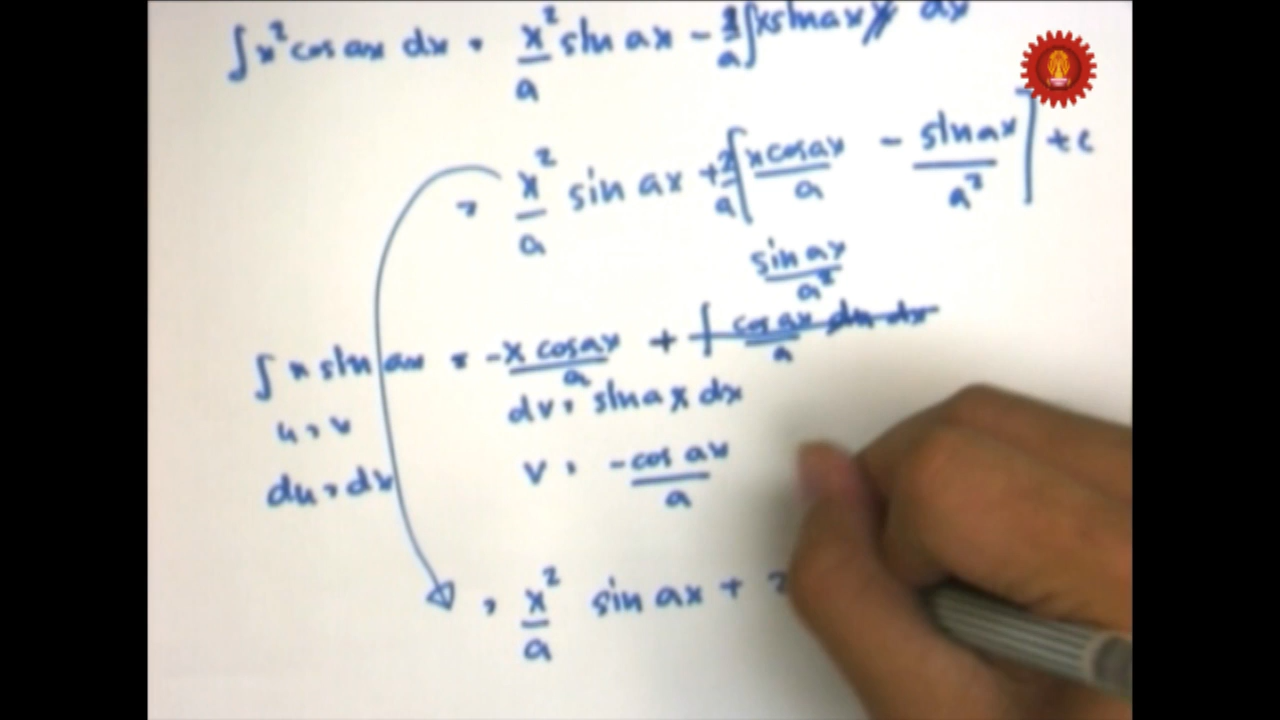 ∫x² cos ax dx = x²/a sin ax - 2/a ∫x sin ax dx
= x²/a sin ax + 2/a [x cos ax/a - sin ax/a²] + c
sin ax/a²
∫x sin ax = -x cos ax/a + ∫cos ax/a dx
u = x dv = sin ax dx
du = dx v = -cos ax/a
= x²/a sin ax + 2